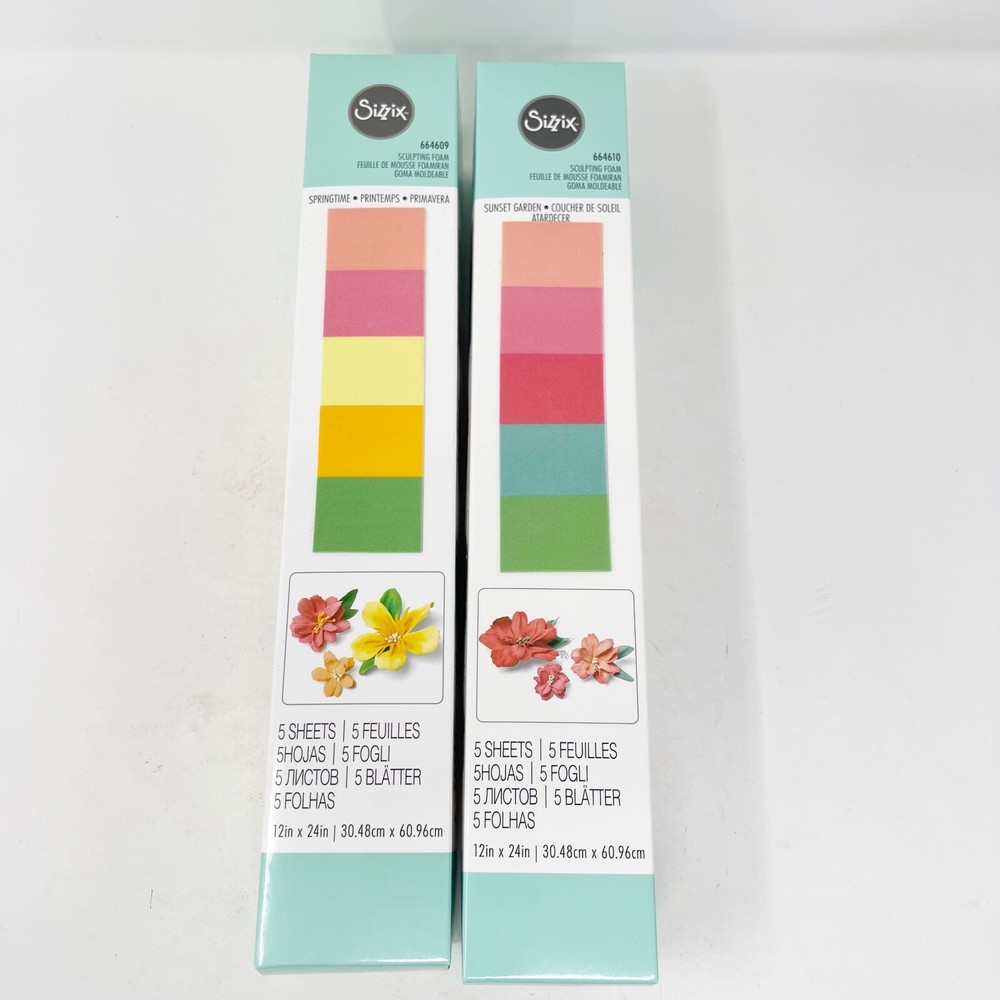 Sizzix
664609
SCULPTING FOAM
FEUILLE DE MOUSSE FOAMIRAN
GOMA MOLDEABLE
SPRINGTIME • PRINTEMPS • PRIMAVERA
5 SHEETS | 5 FEUILLES
5HOJAS | 5 FOGLI
5 ЛИСТОВ | 5 BLÄTTER
5 FOLHAS
12in x 24in | 30.48cm x 60.96cm
Sizzix
664610
SCULPTING FOAM
FEUILLE DE MOUSSE FOAMIRAN
GOMA MOLDEABLE
SUNSET GARDEN • COUCHER DE SOLEIL
ATARDECER
5 SHEETS | 5 FEUILLES
5HOJAS | 5 FOGLI
5 ЛИСТОВ | 5 BLÄTTER
5 FOLHAS
12in x 24in | 30.48cm x 60.96cm